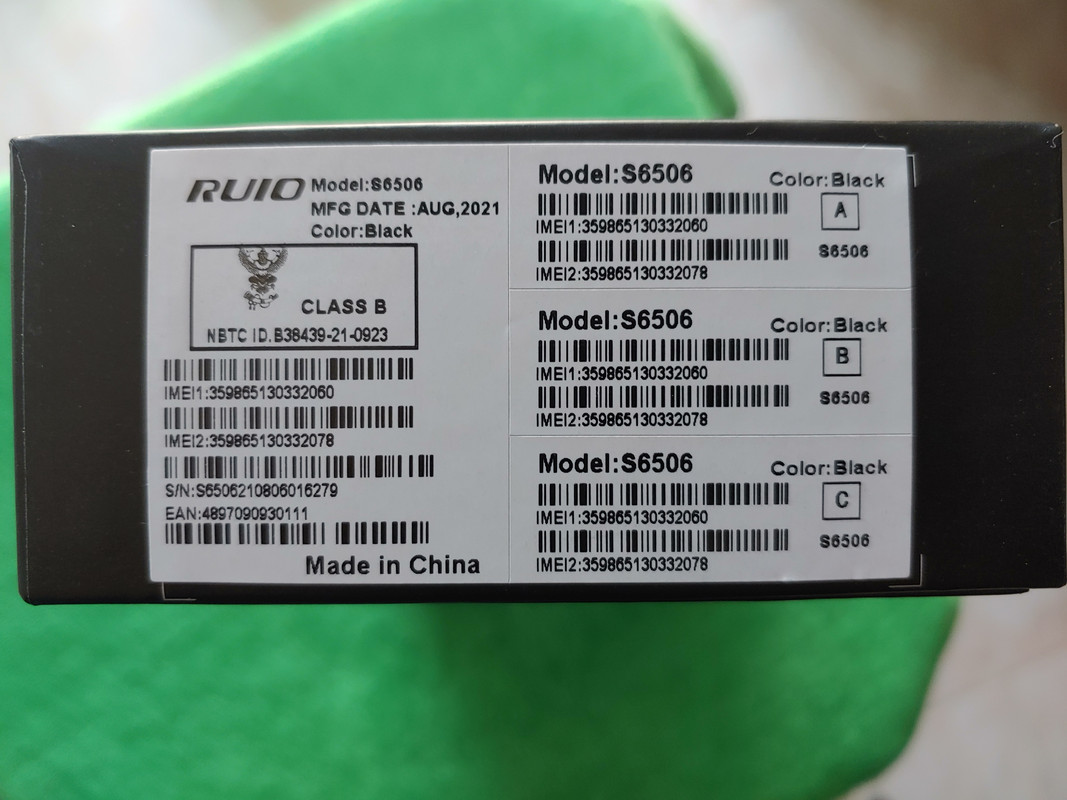 RUIO
Model:S6506
MFG DATE :AUG,2021
Color:Black
CLASS B
NBTC ID.B38439-21-0923
IMEI1:359865130332060
IMEI2:359865130332078
S/N:S6506210806016279
EAN:4897090930111
Made in China
Model:S6506
Color:Black
A
IMEI1:359865130332060
S6506
IMEI2:359865130332078
Model:S6506
Color:Black
B
IMEI1:359865130332060
S6506
IMEI2:359865130332078
Model:S6506
Color:Black
C
IMEI1:359865130332060
S6506
IMEI2:359865130332078